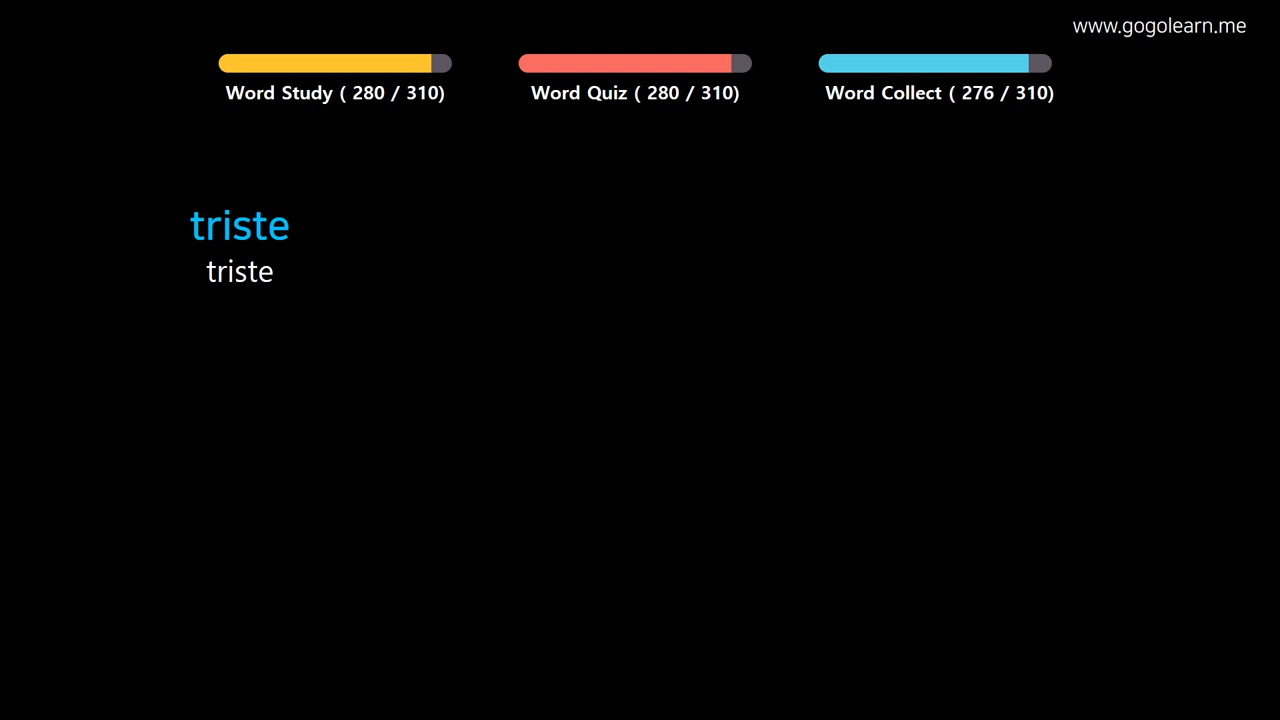 www.gogolearn.me
Word Study ( 280 / 310)
Word Quiz ( 280 / 310)
Word Collect ( 276 / 310)
triste
triste